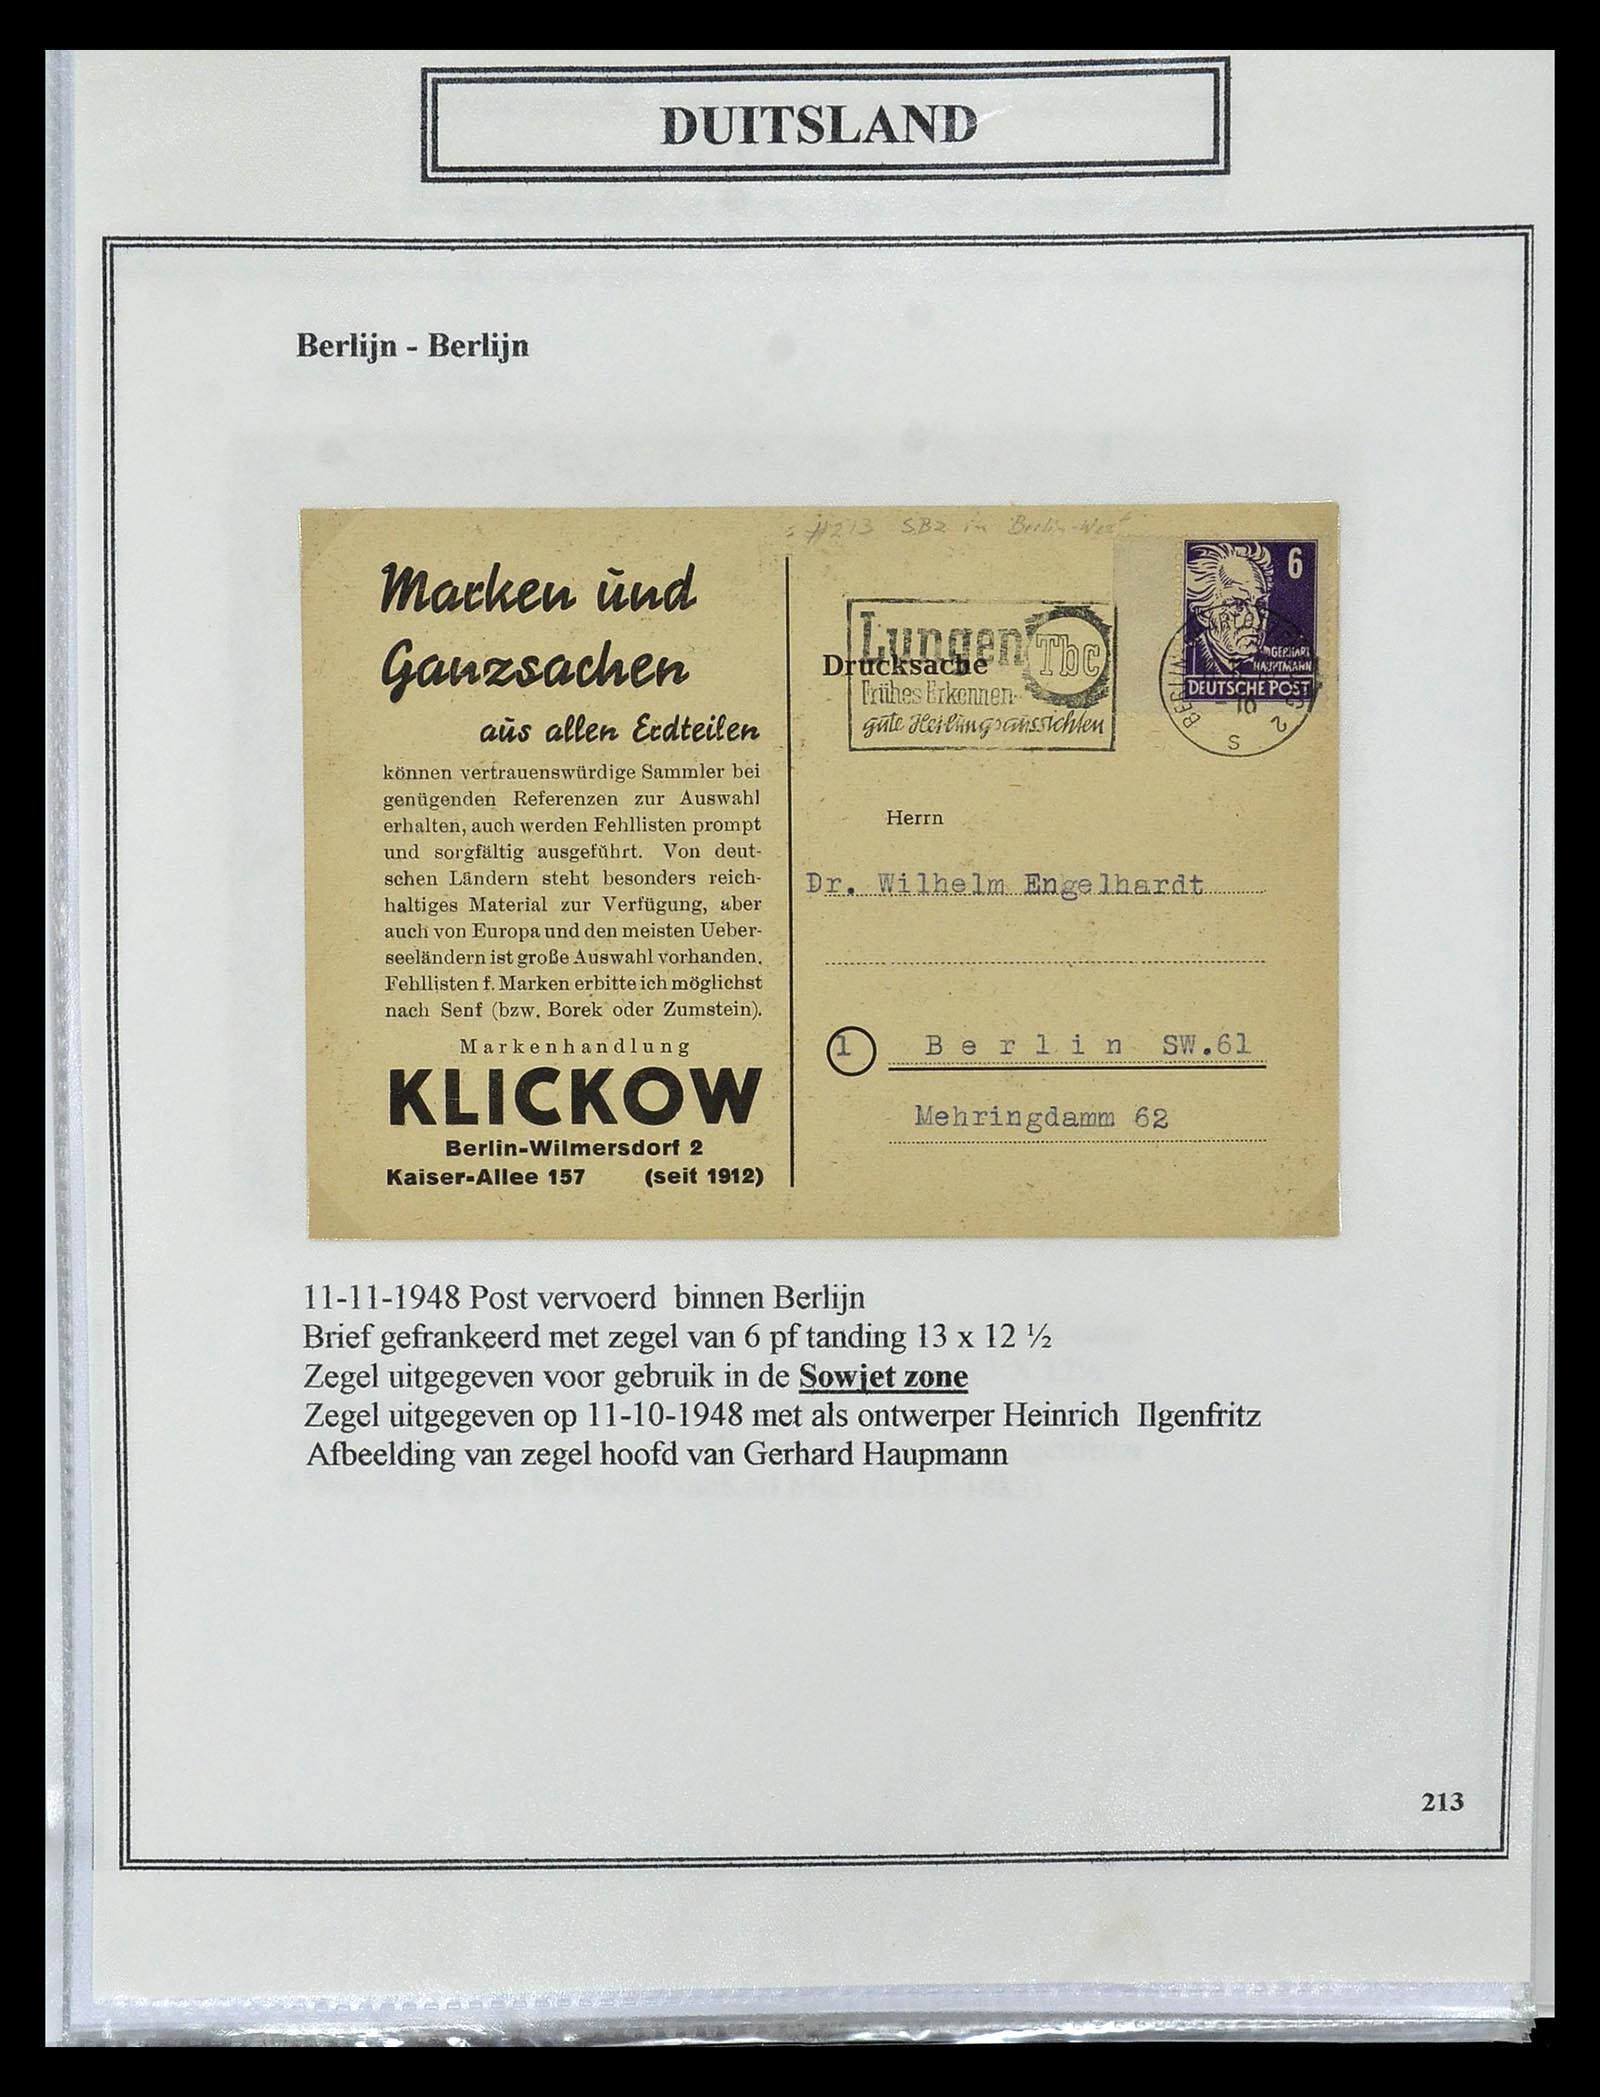 DUITSLAND
Berlijn - Berlijn
#213 SBZ in Berlin-West
Marken und
Ganzsachen
aus allen Erdteilen
können vertrauenswürdige Sammler bei
genügenden Referenzen zur Auswahl
erhalten, auch werden Fehllisten prompt
und sorgfältig ausgeführt. Von deut-
schen Ländern steht besonders reich-
haltiges Material zur Verfügung, aber
auch von Europa und den meisten Ueber-
seeländern ist große Auswahl vorhanden.
Fehllisten f. Marken erbitte ich möglichst
nach Senf (bzw. Borek oder Zumstein).
Markenhandlung
KLICKOW
Berlin-Wilmersdorf 2
Kaiser-Allee 157 (seit 1912)
Lungen Tbc
Drucksache
Frühes Erkennen
gute Heilungsaussichten
6
GERHART
HAUPTMANN
DEUTSCHE POST
10
2
s
Herrn
Dr. Wilhelm Engelhardt
1 Berlin SW.61
Mehringdamm 62
11-11-1948 Post vervoerd binnen Berlijn
Brief gefrankeerd met zegel van 6 pf tanding 13 x 12 ½
Zegel uitgegeven voor gebruik in de Sowjet zone
Zegel uitgegeven op 11-10-1948 met als ontwerper Heinrich Ilgenfritz
Afbeelding van zegel hoofd van Gerhard Haupmann
213